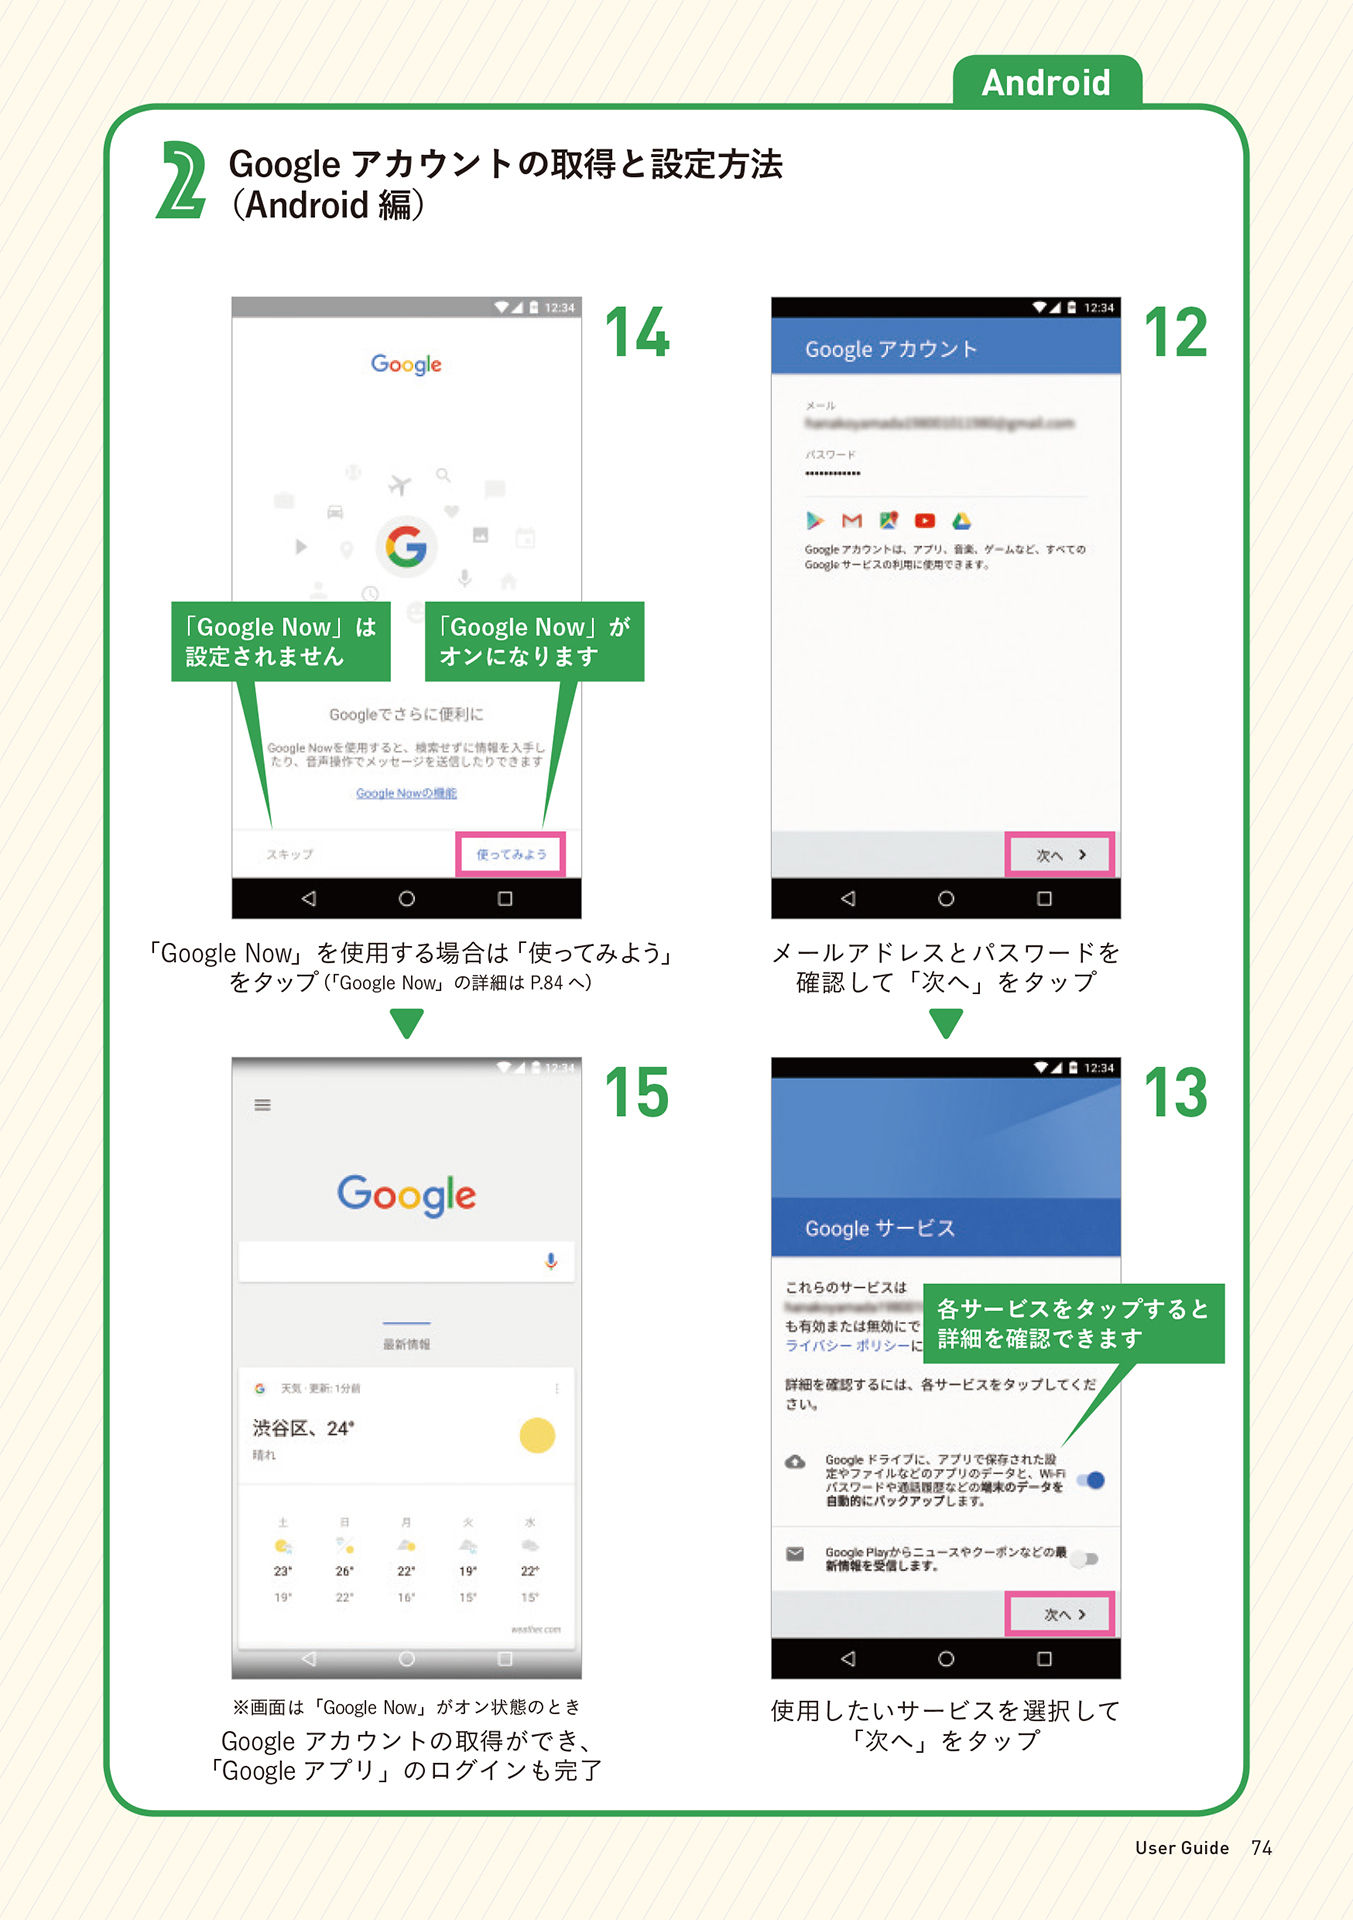 Android
2
Google アカウントの取得と設定方法
（Android 編）
12
12:34
Google アカウント
メール
パスワード
••••••••••••
Google アカウントは、アプリ、音楽、ゲームなど、すべての
Google サービスの利用に使用できます。
次へ
メールアドレスとパスワードを
確認して「次へ」をタップ
13
12:34
Google サービス
これらのサービスは
も有効または無効にで
ライバシー ポリシーに
各サービスをタップすると
詳細を確認できます
詳細を確認するには、各サービスをタップしてくだ
さい。
Google ドライブに、アプリで保存された設
定やファイルなどのアプリのデータと、Wi-Fi
パスワードや通話履歴などの端末のデータを
自動的にバックアップします。
Google Playからニュースやクーポンなどの最
新情報を受信します。
次へ
使用したいサービスを選択して
「次へ」をタップ
14
12:34
Google
G
「Google Now」は
設定されません
「Google Now」が
オンになります
Googleでさらに便利に
Google Nowを使用すると、検索せずに情報を入手し
たり、音声操作でメッセージを送信したりできます
Google Nowの機能
スキップ
使ってみよう
「Google Now」を使用する場合は「使ってみよう」
をタップ（「Google Now」の詳細は P.84 へ）
15
12:34
Google
最新情報
G 天気 · 更新: 1分前
渋谷区、24°
晴れ
土 日 月 火 水
23° 26° 22° 19° 22°
19° 22° 16° 15° 15°
weather.com
※画面は「Google Now」がオン状態のとき
Google アカウントの取得ができ、
「Google アプリ」のログインも完了
User Guide 74